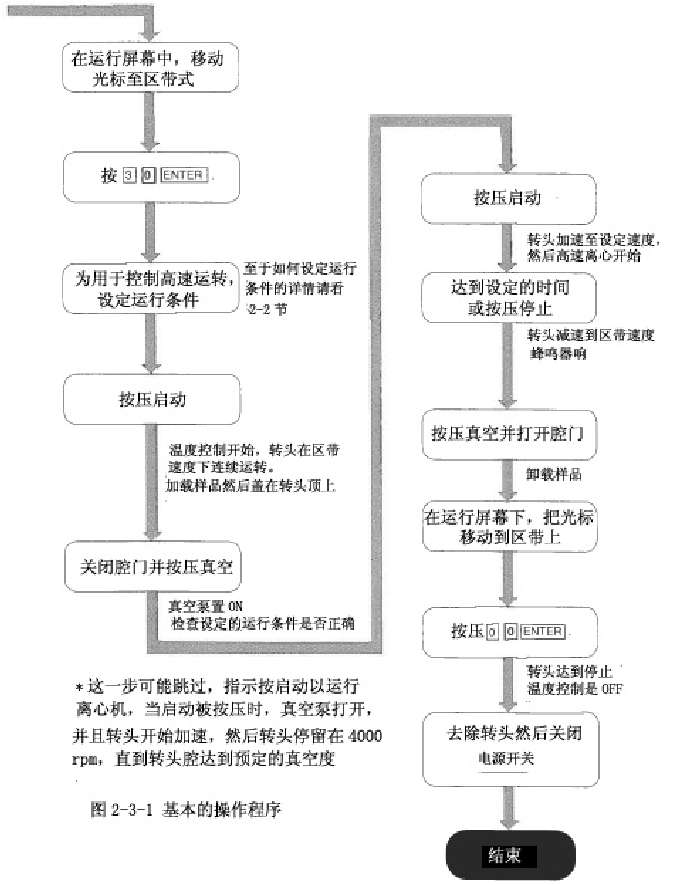 在运行屏幕中，移动
光标至区带式
按 3 0 ENTER.
为用于控制高速运转，
设定运行条件
至于如何设定运行
条件的详情请看
2-2 节
按压启动
温度控制开始，转头在区带
速度下连续运转。
加载样品然后盖在转头顶上
关闭腔门并按压真空
真空泵置 ON
检查设定的运行条件是否正确
按压启动
转头加速至设定速度，
然后高速离心开始
达到设定的时间
或按压停止
转头减速到区带速度
蜂鸣器响
按压真空并打开腔门
卸载样品
在运行屏幕下，把光标
移动到区带上
按压 0 0 ENTER.
转头达到停止
温度控制是 OFF
去除转头然后关闭
电源开关
结束
*这一步可能跳过，指示按启动以运行
离心机，当启动被按压时，真空泵打开，
并且转头开始加速，然后转头停留在 4000
rpm，直到转头腔达到预定的真空度
图 2-3-1 基本的操作程序